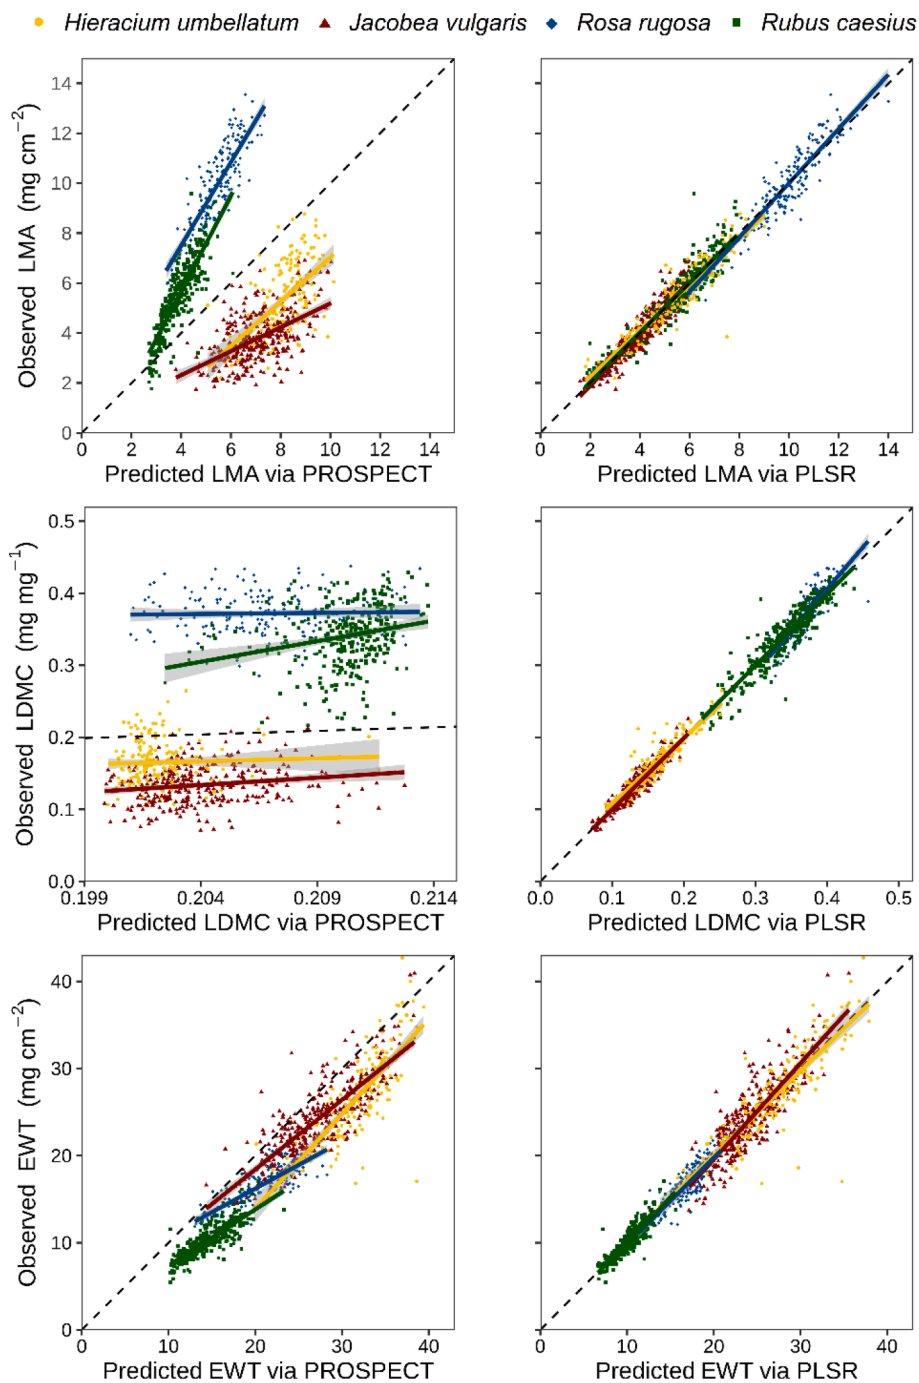 Hieracium umbellatum Jacobea vulgaris Rosa rugosa Rubus caesius
14
12
10
8
6
4
2
0
Observed LMA (mg cm⁻²)
0 2 4 6 8 10 12 14
Predicted LMA via PROSPECT
0 2 4 6 8 10 12 14
Predicted LMA via PLSR
0.5
0.4
0.3
0.2
0.1
0.0
Observed LDMC (mg mg⁻¹)
0.199 0.204 0.209 0.214
Predicted LDMC via PROSPECT
0.0 0.1 0.2 0.3 0.4 0.5
Predicted LDMC via PLSR
40
30
20
10
0
Observed EWT (mg cm⁻²)
0 10 20 30 40
Predicted EWT via PROSPECT
0 10 20 30 40
Predicted EWT via PLSR